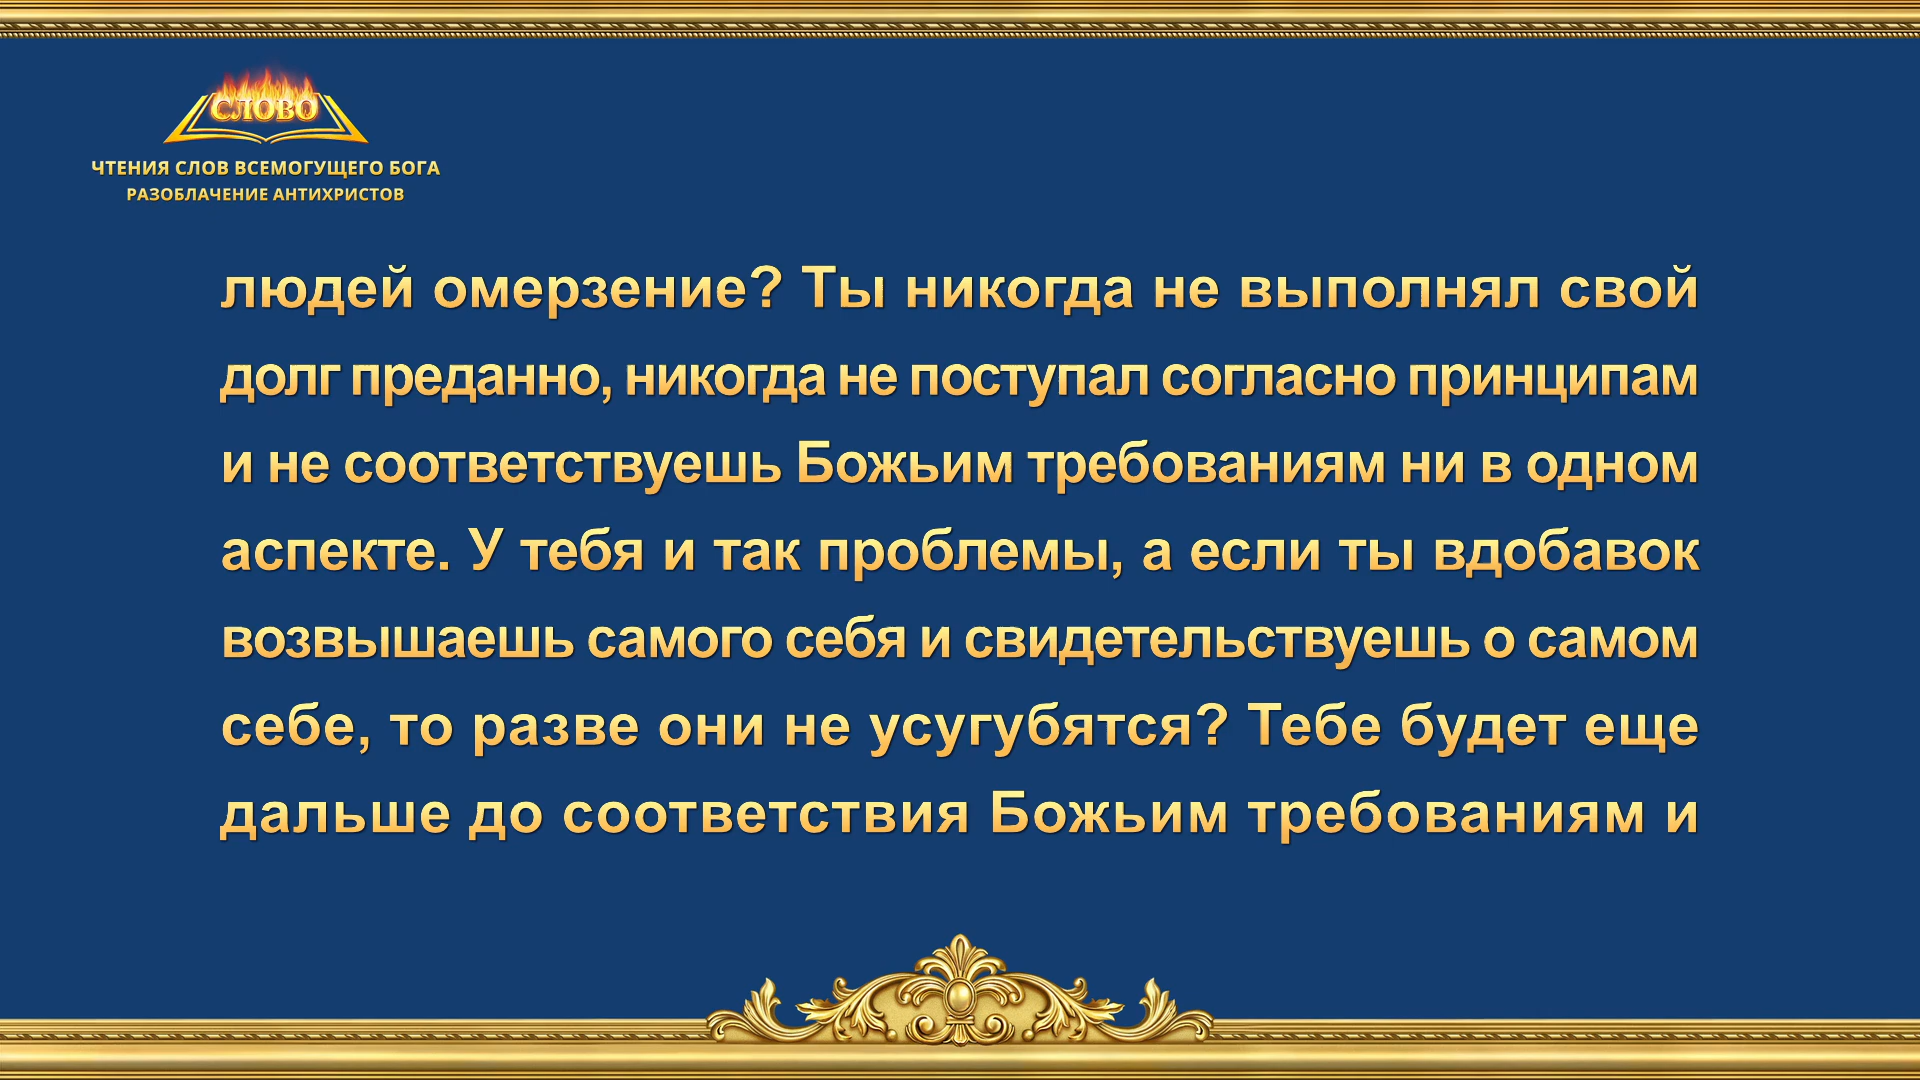 СЛОВО
ЧТЕНИЯ СЛОВ ВСЕМОГУЩЕГО БОГА
РАЗОБЛАЧЕНИЕ АНТИХРИСТОВ
людей омерзение? Ты никогда не выполнял свой
долг преданно, никогда не поступал согласно принципам
и не соответствуешь Божьим требованиям ни в одном
аспекте. У тебя и так проблемы, а если ты вдобавок
возвышаешь самого себя и свидетельствуешь о самом
себе, то разве они не усугубятся? Тебе будет еще
дальше до соответствия Божьим требованиям и